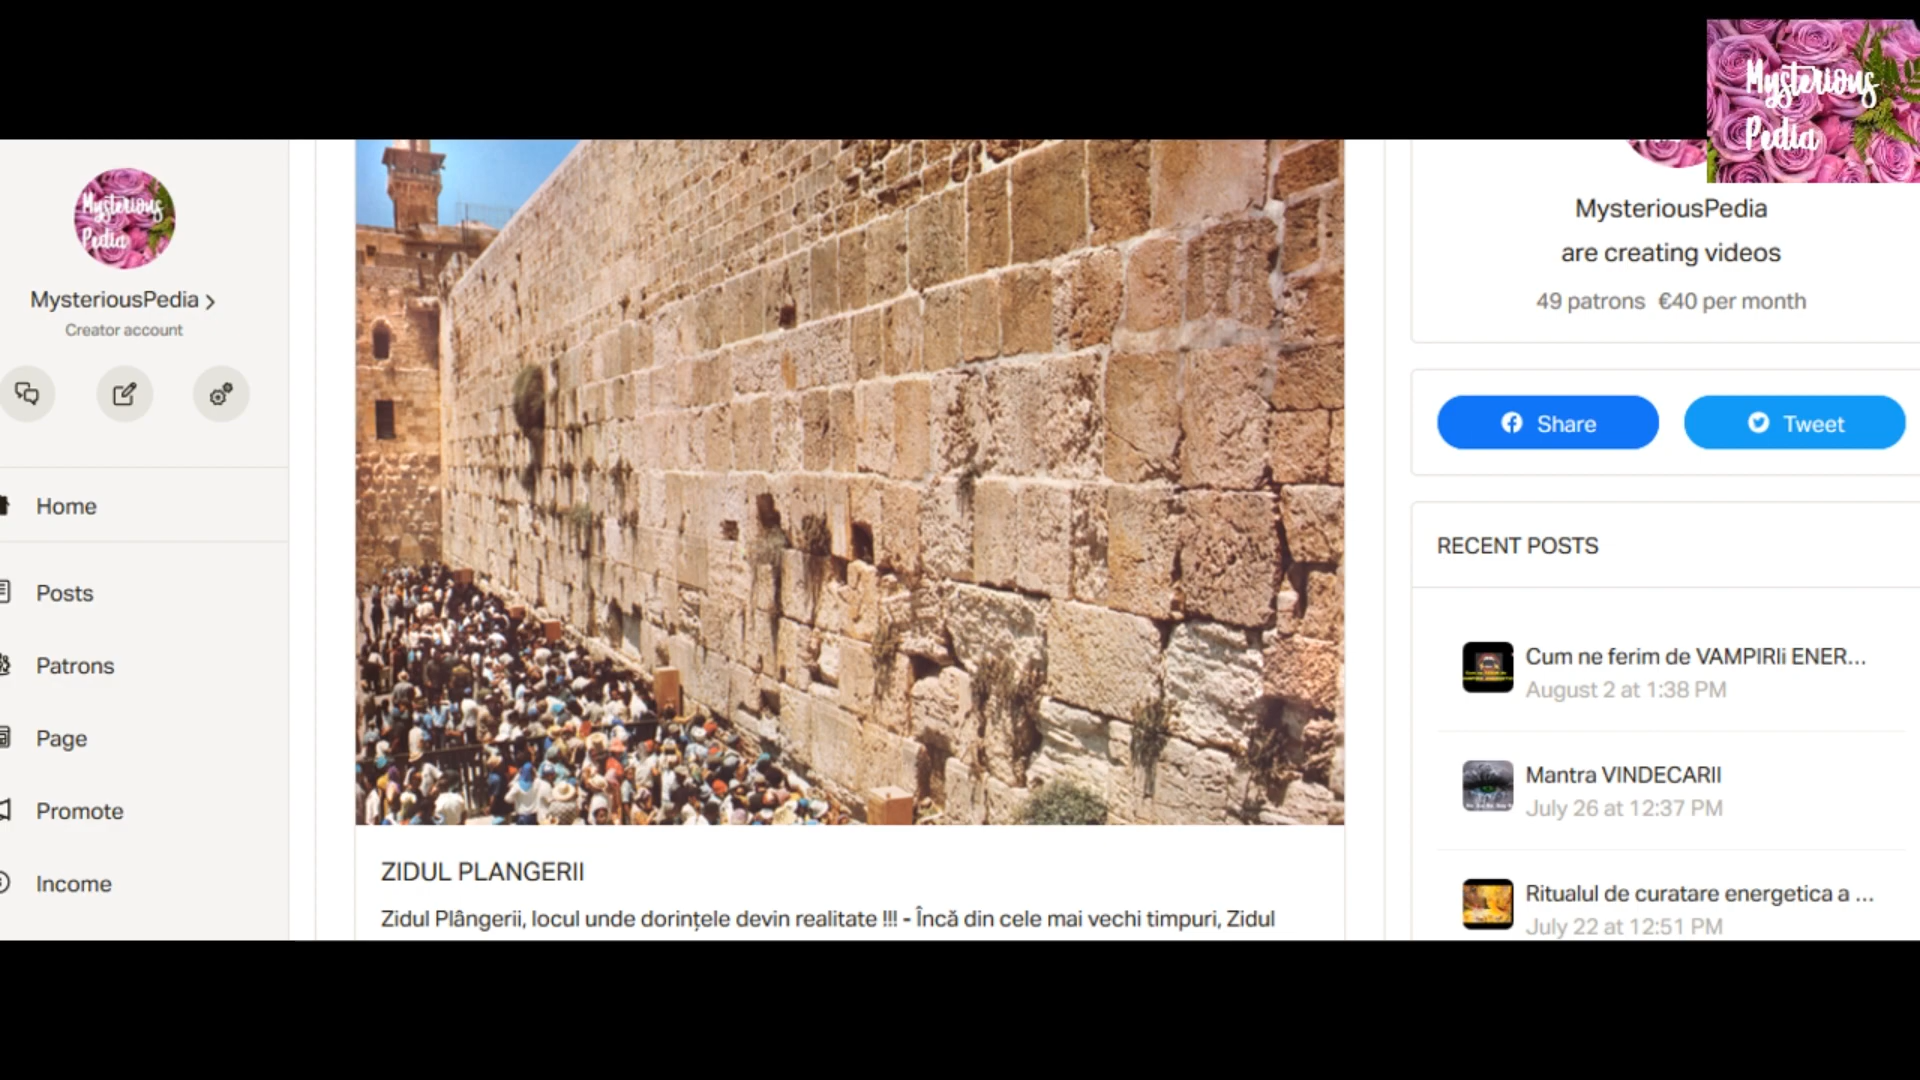 Mysterious
Pedia
Mysterious
Pedia
MysteriousPedia
Creator account
Home
Posts
Patrons
Page
Promote
Income
ZIDUL PLANGERII
Zidul Plângerii, locul unde dorințele devin realitate !!! - Încă din cele mai vechi timpuri, Zidul
MysteriousPedia
are creating videos
49 patrons €40 per month
Share
Tweet
RECENT POSTS
Cum ne ferim de VAMPIRIi ENER...
August 2 at 1:38 PM
Mantra VINDECARII
July 26 at 12:37 PM
Ritualul de curatare energetica a ...
July 22 at 12:51 PM